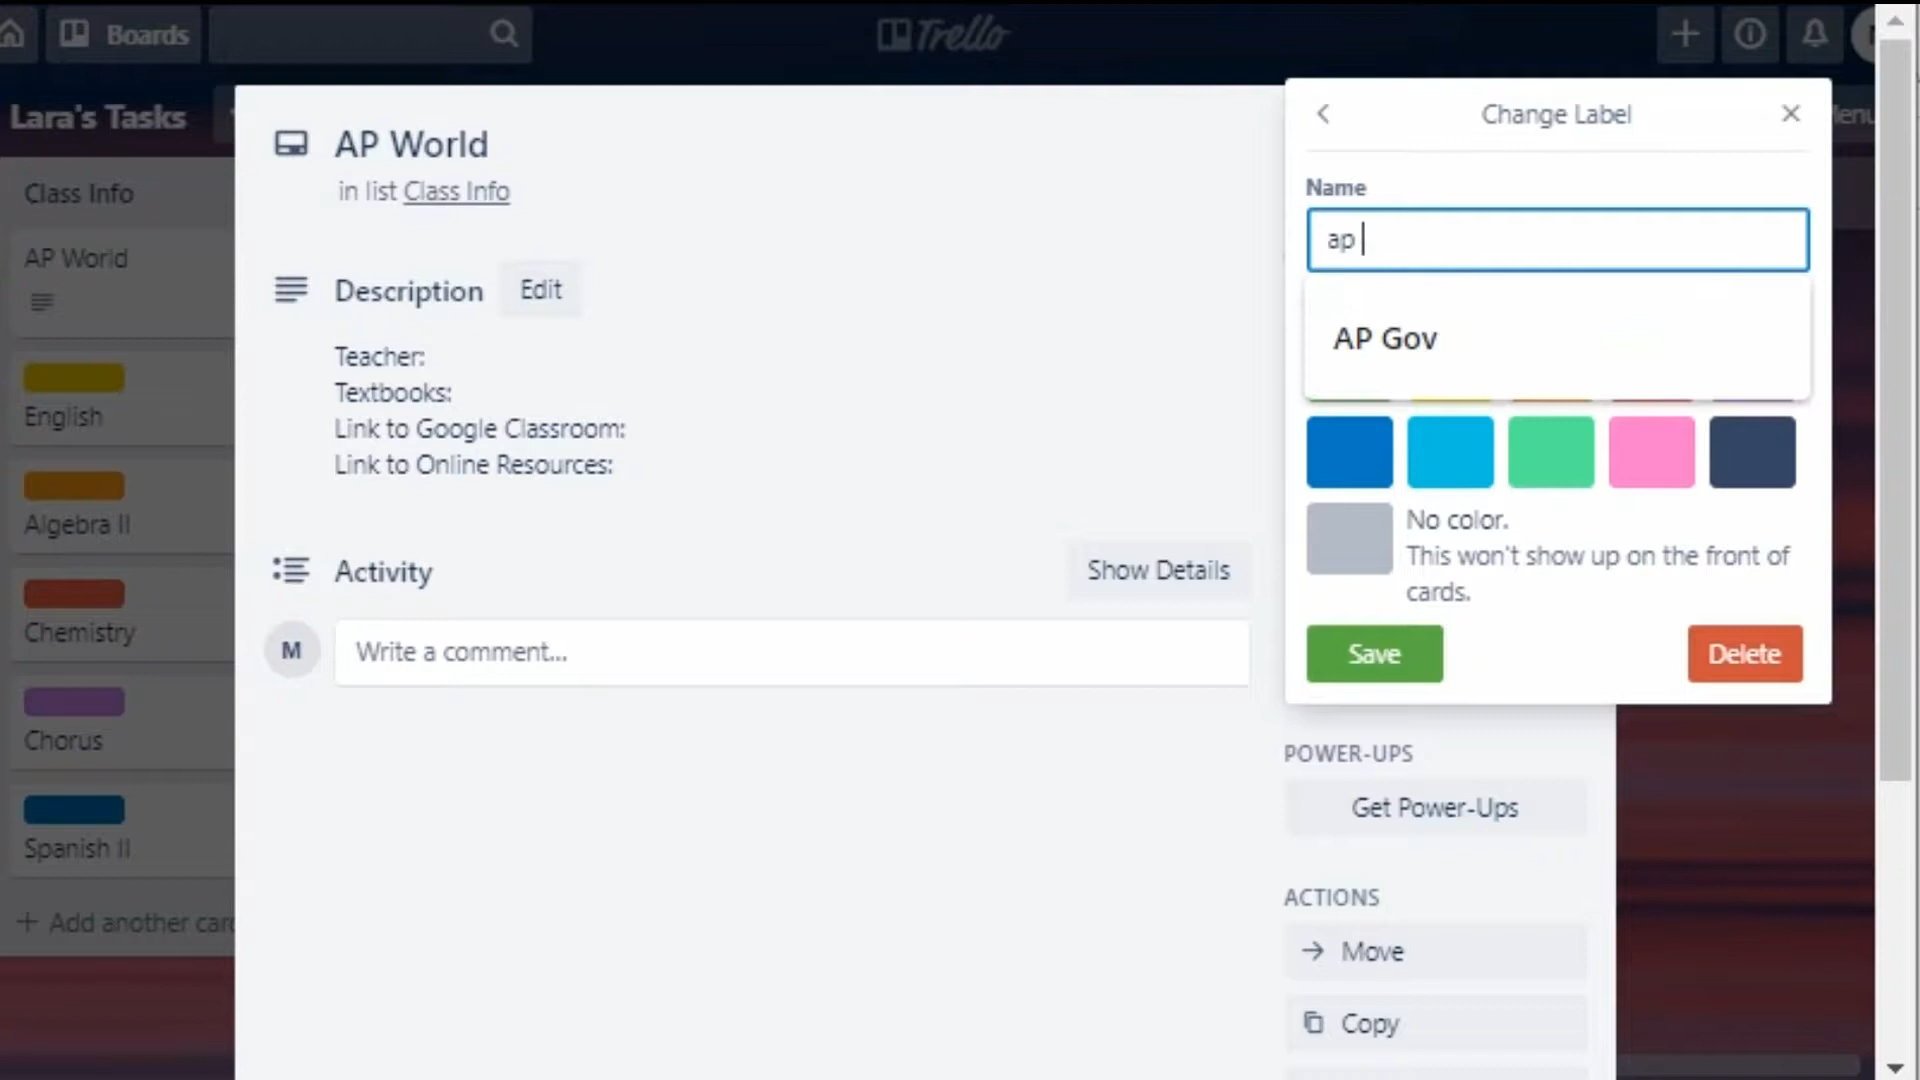 Boards
Trello
Lara's Tasks
Class Info
AP World
English
Algebra II
Chemistry
Chorus
Spanish II
+ Add another card
AP World
in list Class Info
Description
Edit
Teacher:
Textbooks:
Link to Google Classroom:
Link to Online Resources:
Activity
Show Details
M
Write a comment...
Change Label
Name
ap
AP Gov
No color.
This won't show up on the front of
cards.
Save
Delete
POWER-UPS
Get Power-Ups
ACTIONS
Move
Copy